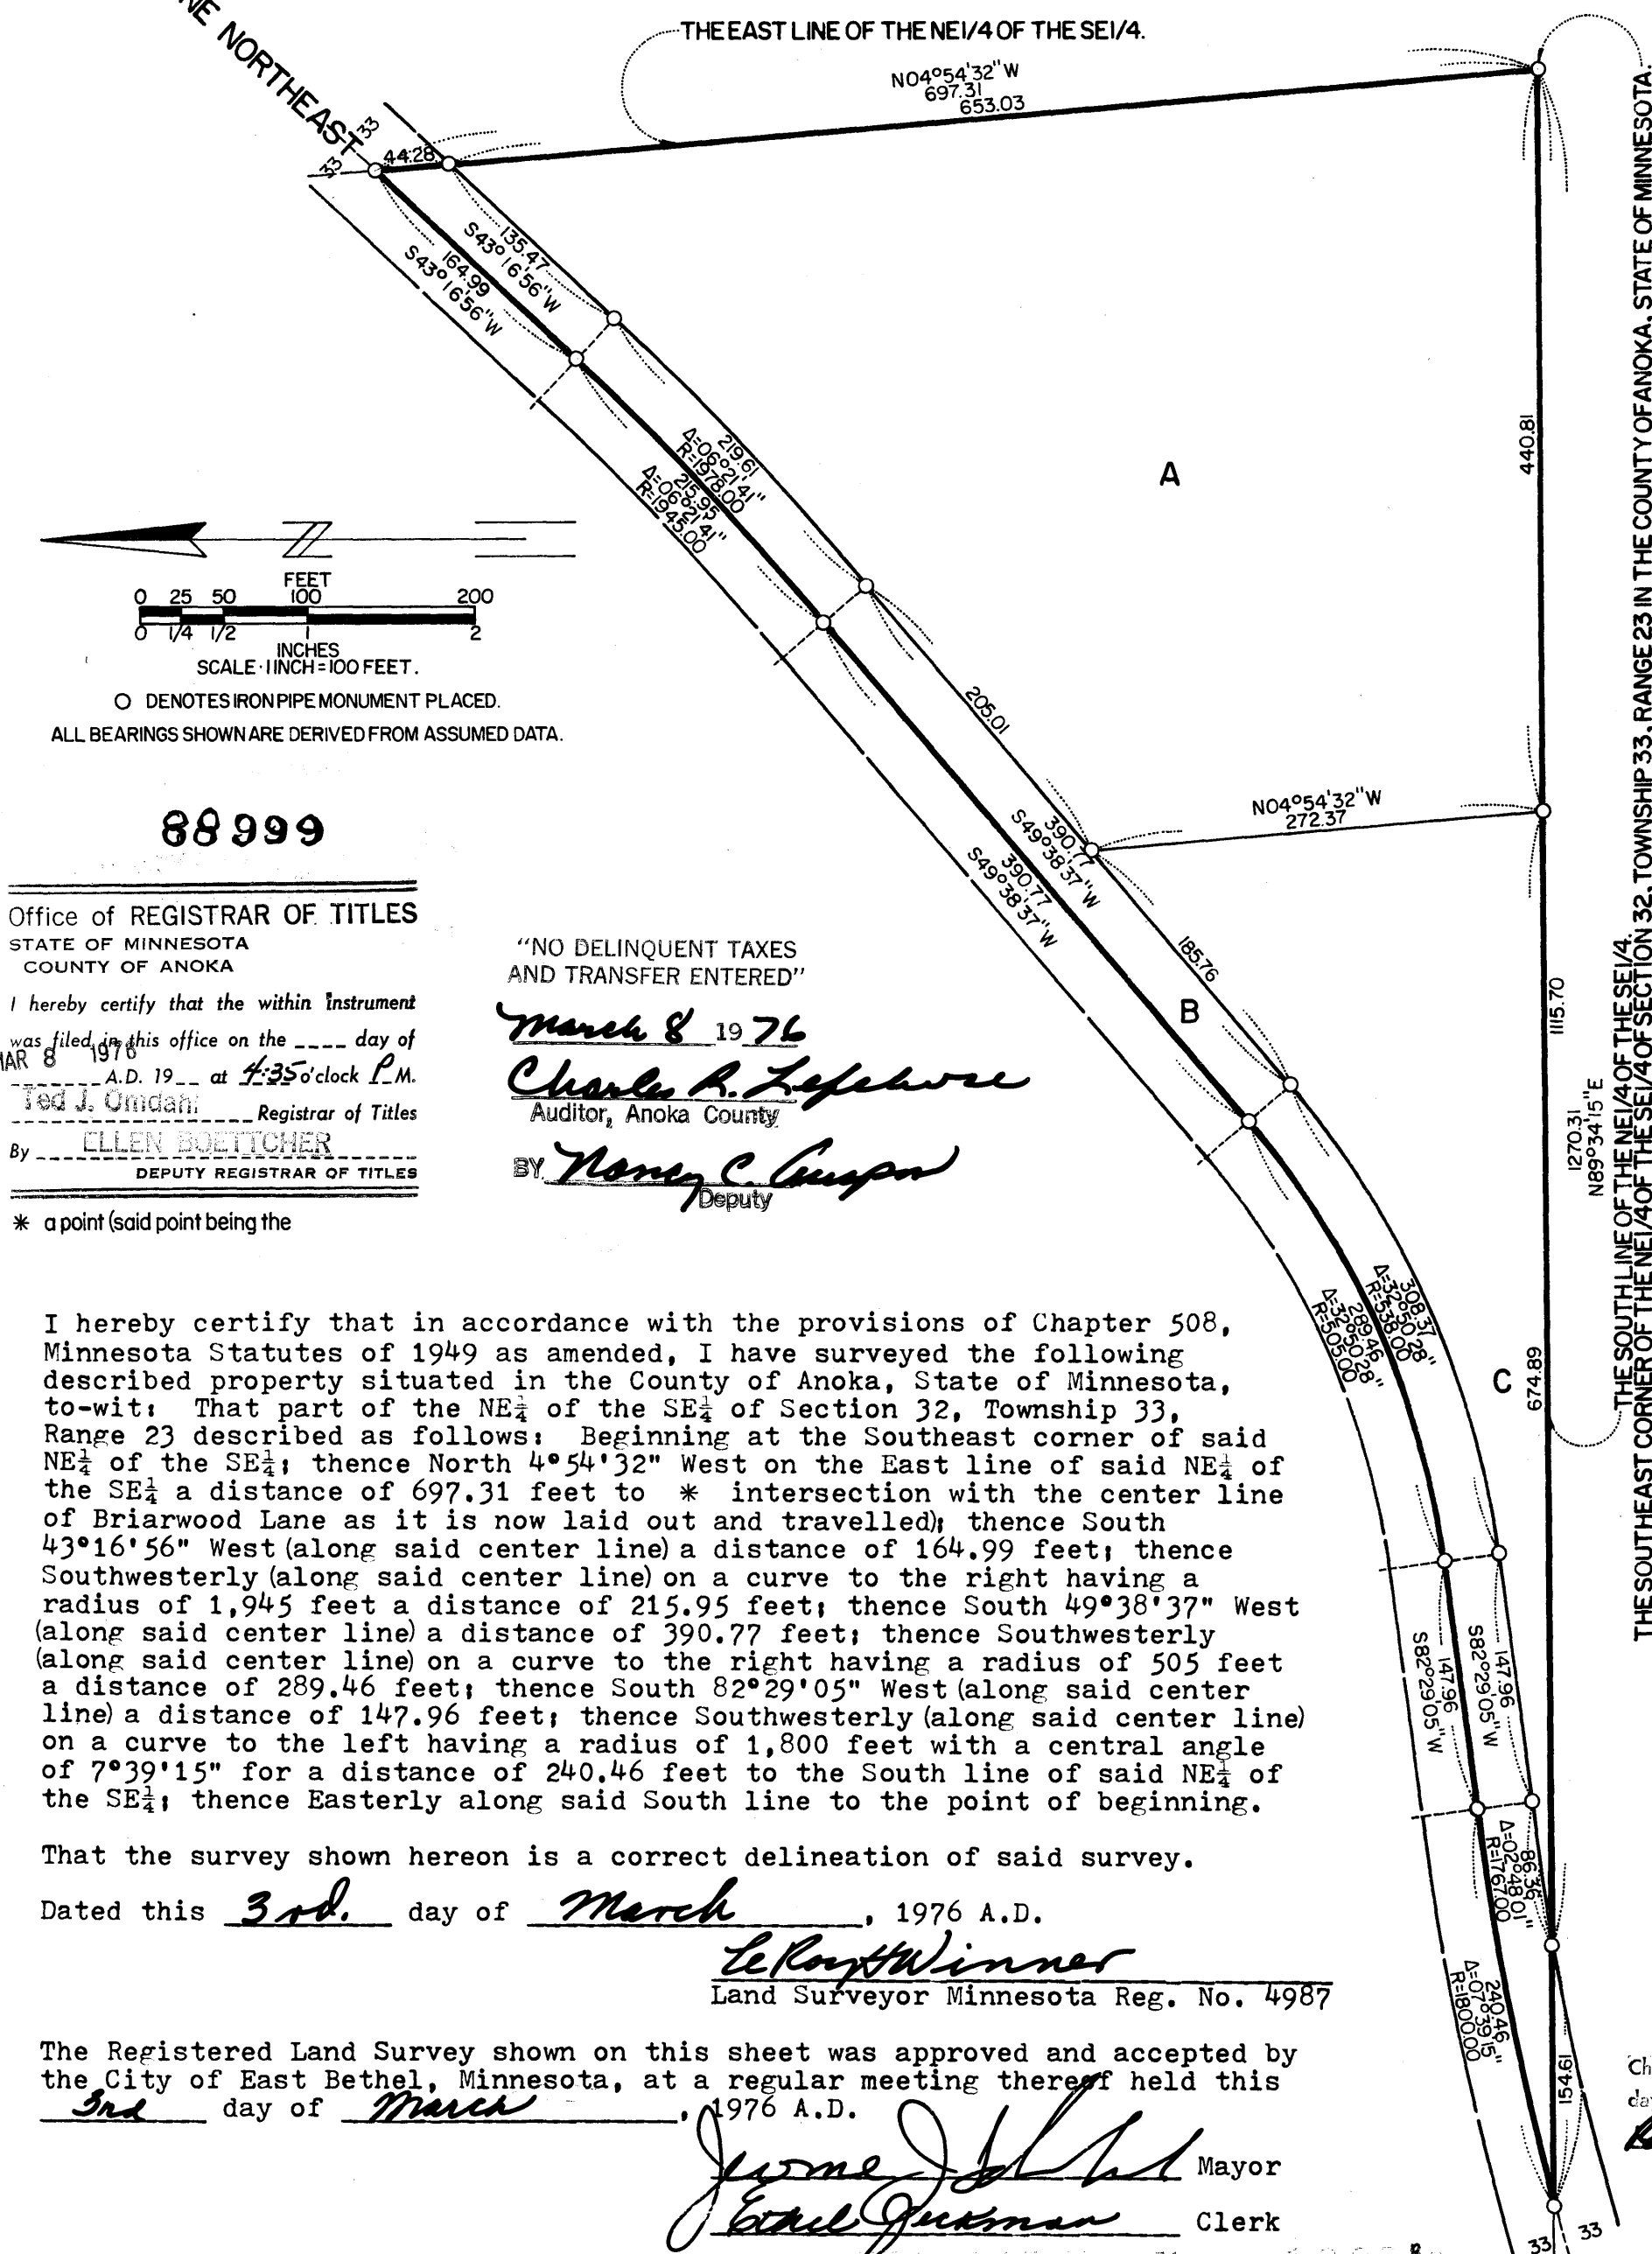 NE NORTHEAST
THE EAST LINE OF THE NE1/4 OF THE SE1/4.
N04°54'32"W
697.31
653.03
33
33
44.28
135.47
S43°16'56"W
164.99
S43°16'56"W
219.61
Δ=06°21'41"
R=1978.00
215.95
Δ=06°21'41"
R=1945.00
A
440.81
FEET
0 25 50 100 200
0 1/4 1/2 1 2
INCHES
SCALE·1 INCH=100 FEET.
O DENOTES IRON PIPE MONUMENT PLACED.
ALL BEARINGS SHOWN ARE DERIVED FROM ASSUMED DATA.
205.01
N04°54'32"W
272.37
390.77
S49°38'37"W
390.77
S49°38'37"W
185.76
B
1115.70
1270.31
N89°34'15"E
THE SOUTH LINE OF THE NE1/4 OF THE SE1/4.
THE SOUTHEAST CORNER OF THE NE1/4 OF THE SE1/4 OF SECTION 32, TOWNSHIP 33, RANGE 23 IN THE COUNTY OF ANOKA, STATE OF MINNESOTA.
88999
Office of REGISTRAR OF TITLES
STATE OF MINNESOTA
COUNTY OF ANOKA
I hereby certify that the within instrument
was filed in this office on the ____ day of
MAR 8 1976
A.D. 19__ at 4:35 o'clock P.M.
Ted J. Omdahl Registrar of Titles
By ELLEN BOETTCHER
DEPUTY REGISTRAR OF TITLES
* a point (said point being the
"NO DELINQUENT TAXES
AND TRANSFER ENTERED"
March 8 1976
Charles R. Lefebvre
Auditor, Anoka County
BY Nancy C.
Deputy
308.37
Δ=32°50'28"
R=538.00
289.46
Δ=32°50'28"
R=505.00
C
674.89
147.96
S82°29'05"W
147.96
S82°29'05"W
86.36
Δ=02°48'01"
R=1767.00
240.46
Δ=07°39'15"
R=1800.00
154.61
33
33
I hereby certify that in accordance with the provisions of Chapter 508,
Minnesota Statutes of 1949 as amended, I have surveyed the following
described property situated in the County of Anoka, State of Minnesota,
to-wit: That part of the NE¼ of the SE¼ of Section 32, Township 33,
Range 23 described as follows: Beginning at the Southeast corner of said
NE¼ of the SE¼; thence North 4°54'32" West on the East line of said NE¼ of
the SE¼ a distance of 697.31 feet to * intersection with the center line
of Briarwood Lane as it is now laid out and travelled); thence South
43°16'56" West (along said center line) a distance of 164.99 feet; thence
Southwesterly (along said center line) on a curve to the right having a
radius of 1,945 feet a distance of 215.95 feet; thence South 49°38'37" West
(along said center line) a distance of 390.77 feet; thence Southwesterly
(along said center line) on a curve to the right having a radius of 505 feet
a distance of 289.46 feet; thence South 82°29'05" West (along said center
line) a distance of 147.96 feet; thence Southwesterly (along said center line)
on a curve to the left having a radius of 1,800 feet with a central angle
of 7°39'15" for a distance of 240.46 feet to the South line of said NE¼ of
the SE¼; thence Easterly along said South line to the point of beginning.
That the survey shown hereon is a correct delineation of said survey.
Dated this 3rd. day of March, 1976 A.D.
LeRoy H Winner
Land Surveyor Minnesota Reg. No. 4987
The Registered Land Survey shown on this sheet was approved and accepted by
the City of East Bethel, Minnesota, at a regular meeting thereof held this
3rd day of March, 1976 A.D.
Jerome Mayor
Clerk
Ch
da